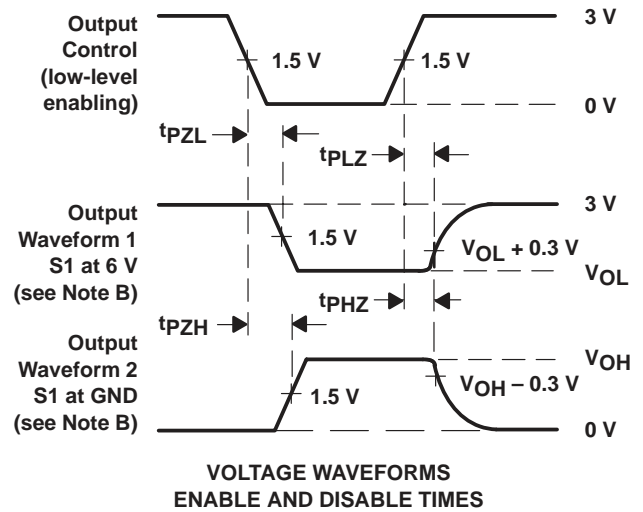 Output
Control
(low-level
enabling)
3 V
1.5 V
1.5 V
0 V
tPZL
tPLZ
Output
Waveform 1
S1 at 6 V
(see Note B)
3 V
1.5 V
VOL + 0.3 V
VOL
tPZH
tPHZ
Output
Waveform 2
S1 at GND
(see Note B)
VOH
VOH – 0.3 V
1.5 V
0 V
VOLTAGE WAVEFORMS
ENABLE AND DISABLE TIMES